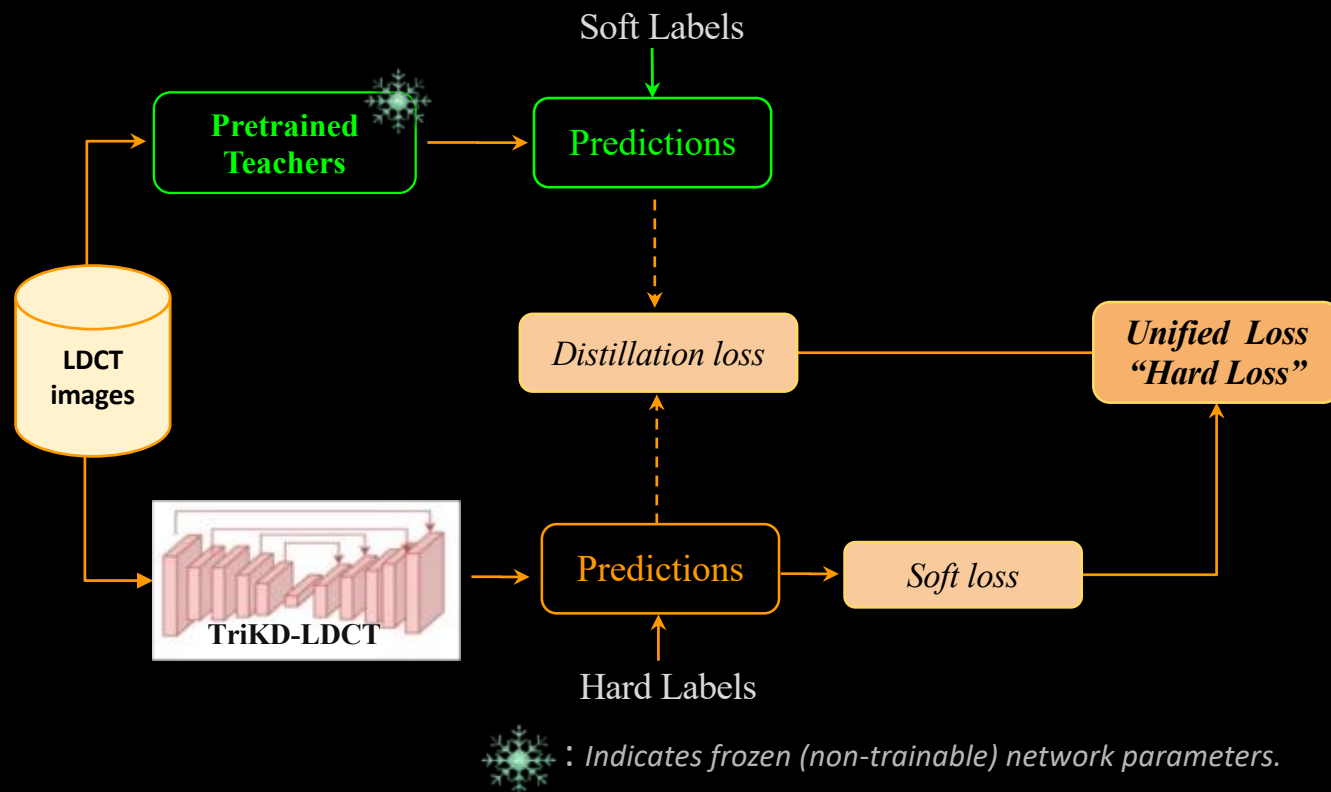 Soft Labels
Pretrained
Teachers
Predictions
LDCT
images
Distillation loss
Unified Loss
“Hard Loss”
TriKD-LDCT
Predictions
Soft loss
Hard Labels
: Indicates frozen (non-trainable) network parameters.